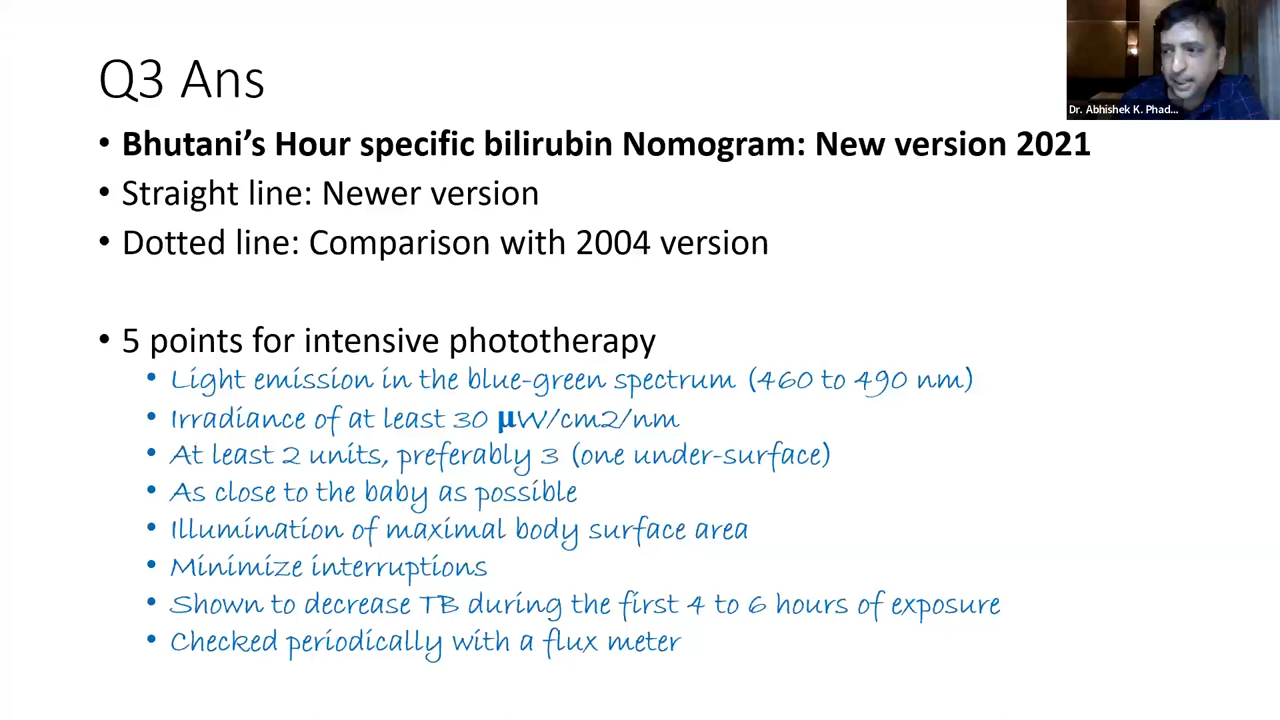 Q3 Ans
Dr. Abhishek K. Phad...
• Bhutani's Hour specific bilirubin Nomogram: New version 2021
• Straight line: Newer version
• Dotted line: Comparison with 2004 version
• 5 points for intensive phototherapy
• Light emission in the blue-green spectrum (460 to 490 nm)
• Irradiance of at least 30 µW/cm2/nm
• At least 2 units, preferably 3 (one under-surface)
• As close to the baby as possible
• Illumination of maximal body surface area
• Minimize interruptions
• Shown to decrease TB during the first 4 to 6 hours of exposure
• Checked periodically with a flux meter